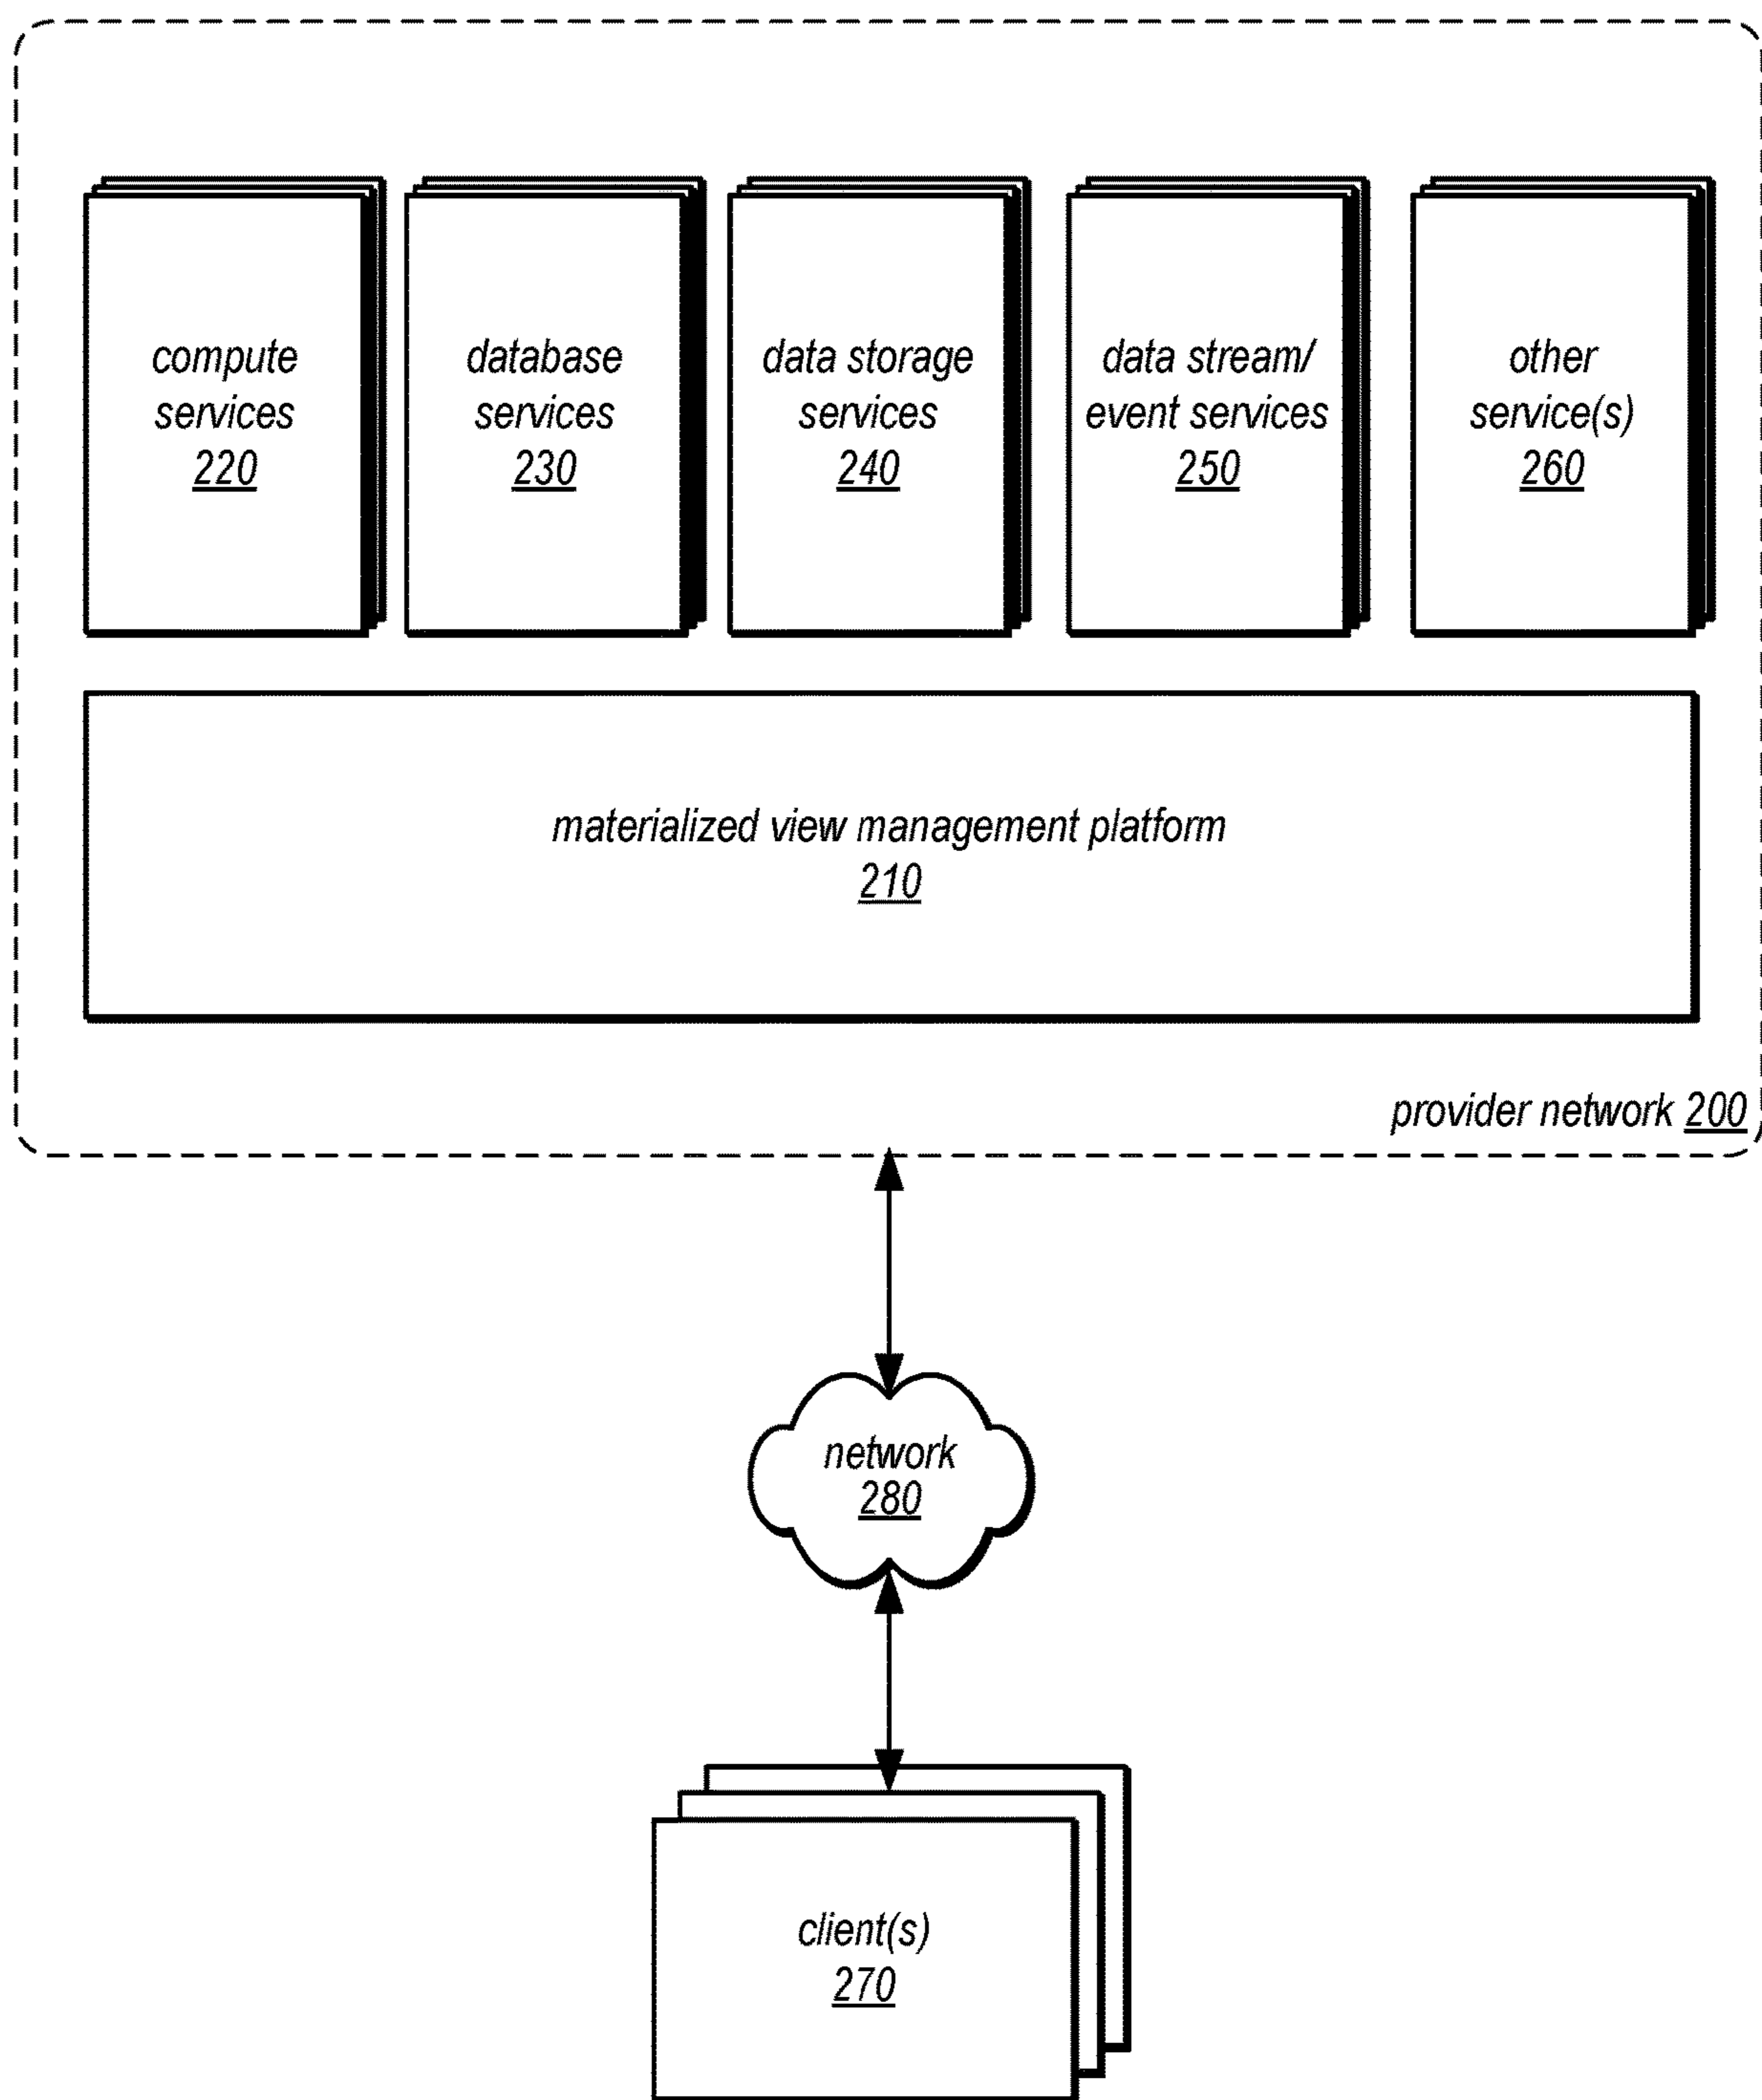 compute
services
220
database
services
230
data storage
services
240
data stream/
event services
250
other
service(s)
260
materialized view management platform
210
provider network 200
network
280
client(s)
270